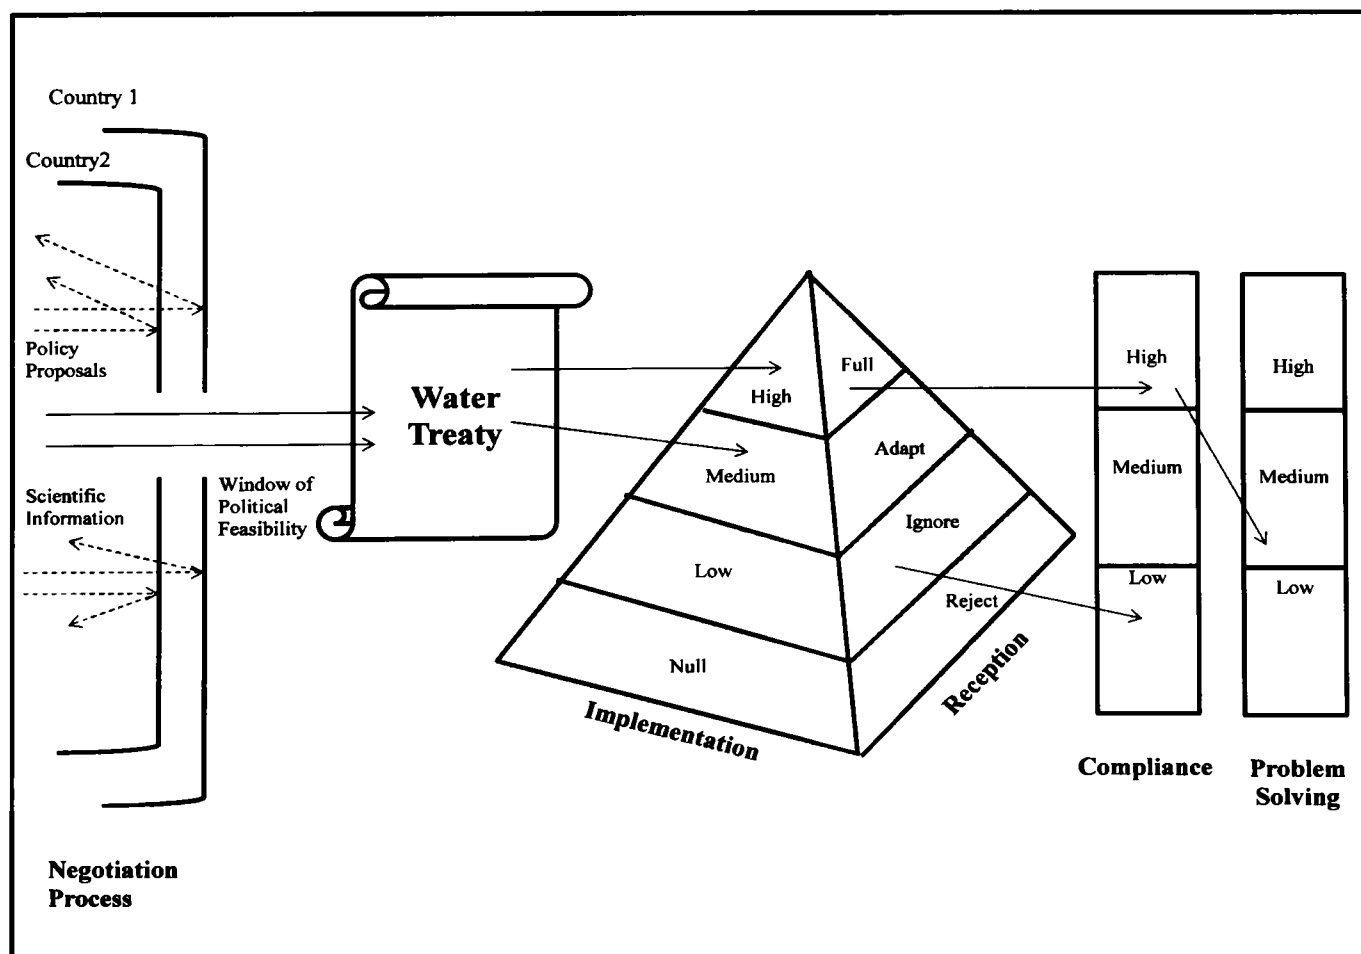 Country 1
Country2
Policy
Proposals
Scientific
Information
Window of
Political
Feasibility
Negotiation
Process
Water
Treaty
High
Medium
Low
Null
Implementation
Full
Adapt
Ignore
Reject
Reception
High
Medium
Low
Compliance
High
Medium
Low
Problem
Solving